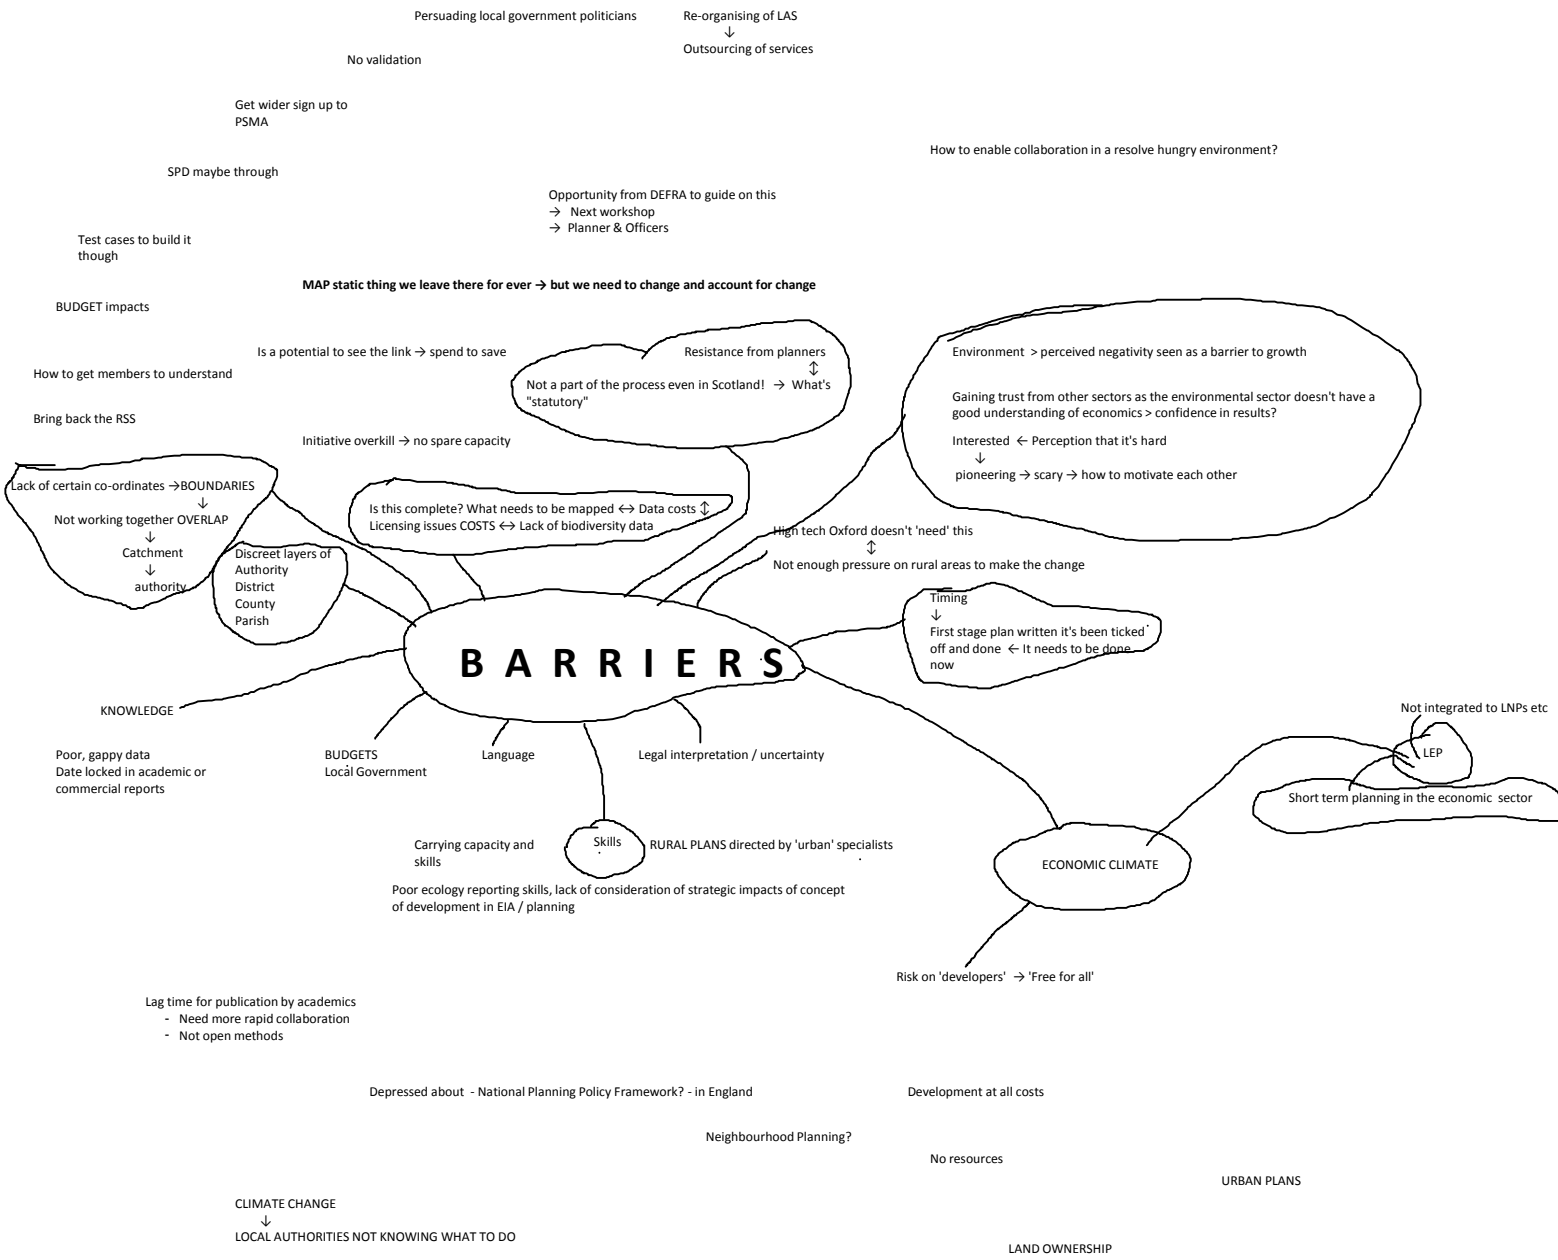 Persuading local government politicians
Re-organising of LAS
↓
Outsourcing of services
No validation
Get wider sign up to
PSMA
How to enable collaboration in a resolve hungry environment?
SPD maybe through
Opportunity from DEFRA to guide on this
→ Next workshop
→ Planner & Officers
Test cases to build it
though
MAP static thing we leave there for ever → but we need to change and account for change
BUDGET impacts
Is a potential to see the link → spend to save
Resistance from planners
↕
Not a part of the process even in Scotland! → What's
"statutory"
Environment > perceived negativity seen as a barrier to growth
Gaining trust from other sectors as the environmental sector doesn't have a
good understanding of economics > confidence in results?
Interested ← Perception that it's hard
↓
pioneering → scary → how to motivate each other
How to get members to understand
Bring back the RSS
Initiative overkill → no spare capacity
Lack of certain co-ordinates →BOUNDARIES
↓
Not working together OVERLAP
↓
Catchment
↓
authority
Discreet layers of
Authority
District
County
Parish
Is this complete? What needs to be mapped ↔ Data costs ↕
Licensing issues COSTS ↔ Lack of biodiversity data
High tech Oxford doesn't 'need' this
↕
Not enough pressure on rural areas to make the change
Timing
↓
First stage plan written it's been ticked
off and done ← It needs to be done
now
BARRIERS
KNOWLEDGE
Poor, gappy data
Date locked in academic or
commercial reports
BUDGETS
Local Government
Language
Legal interpretation / uncertainty
Not integrated to LNPs etc
LEP
Short term planning in the economic sector
Carrying capacity and
skills
Skills
RURAL PLANS directed by 'urban' specialists
Poor ecology reporting skills, lack of consideration of strategic impacts of concept
of development in EIA / planning
ECONOMIC CLIMATE
Risk on 'developers' → 'Free for all'
Lag time for publication by academics
- Need more rapid collaboration
- Not open methods
Depressed about - National Planning Policy Framework? - in England
Development at all costs
Neighbourhood Planning?
No resources
URBAN PLANS
CLIMATE CHANGE
↓
LOCAL AUTHORITIES NOT KNOWING WHAT TO DO
LAND OWNERSHIP